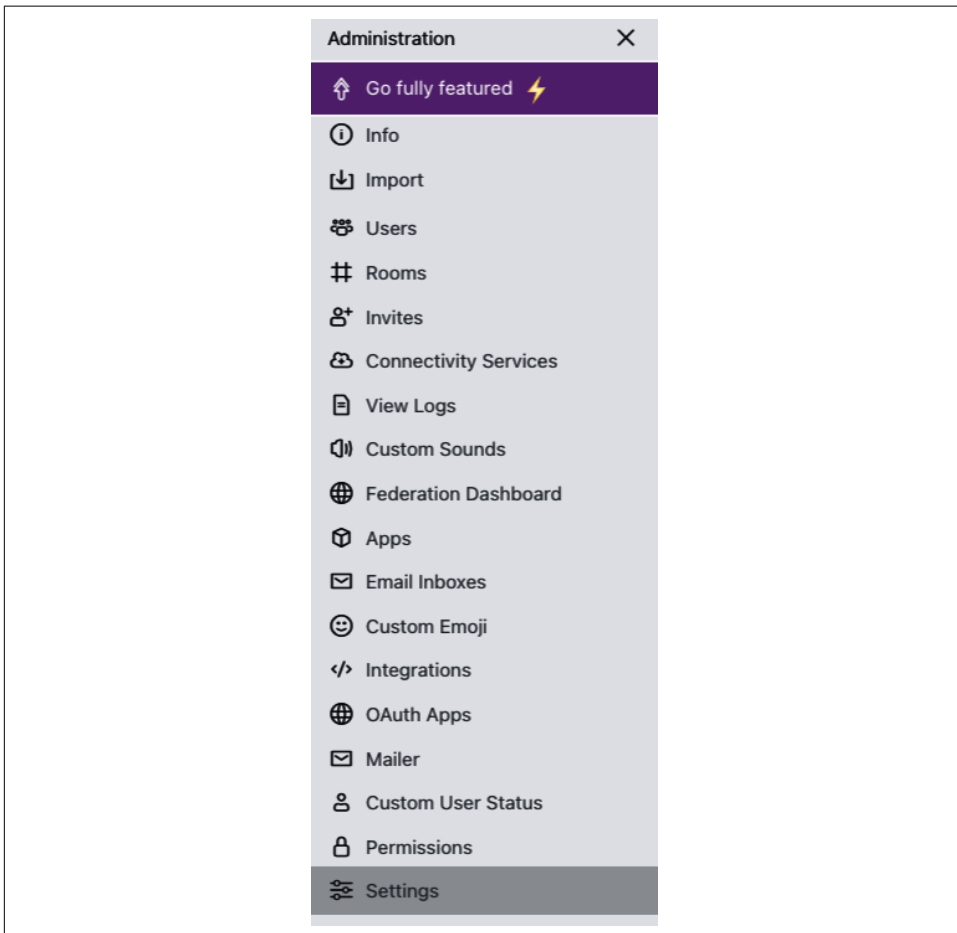 Administration
Go fully featured
Info
Import
Users
Rooms
Invites
Connectivity Services
View Logs
Custom Sounds
Federation Dashboard
Apps
Email Inboxes
Custom Emoji
Integrations
OAuth Apps
Mailer
Custom User Status
Permissions
Settings